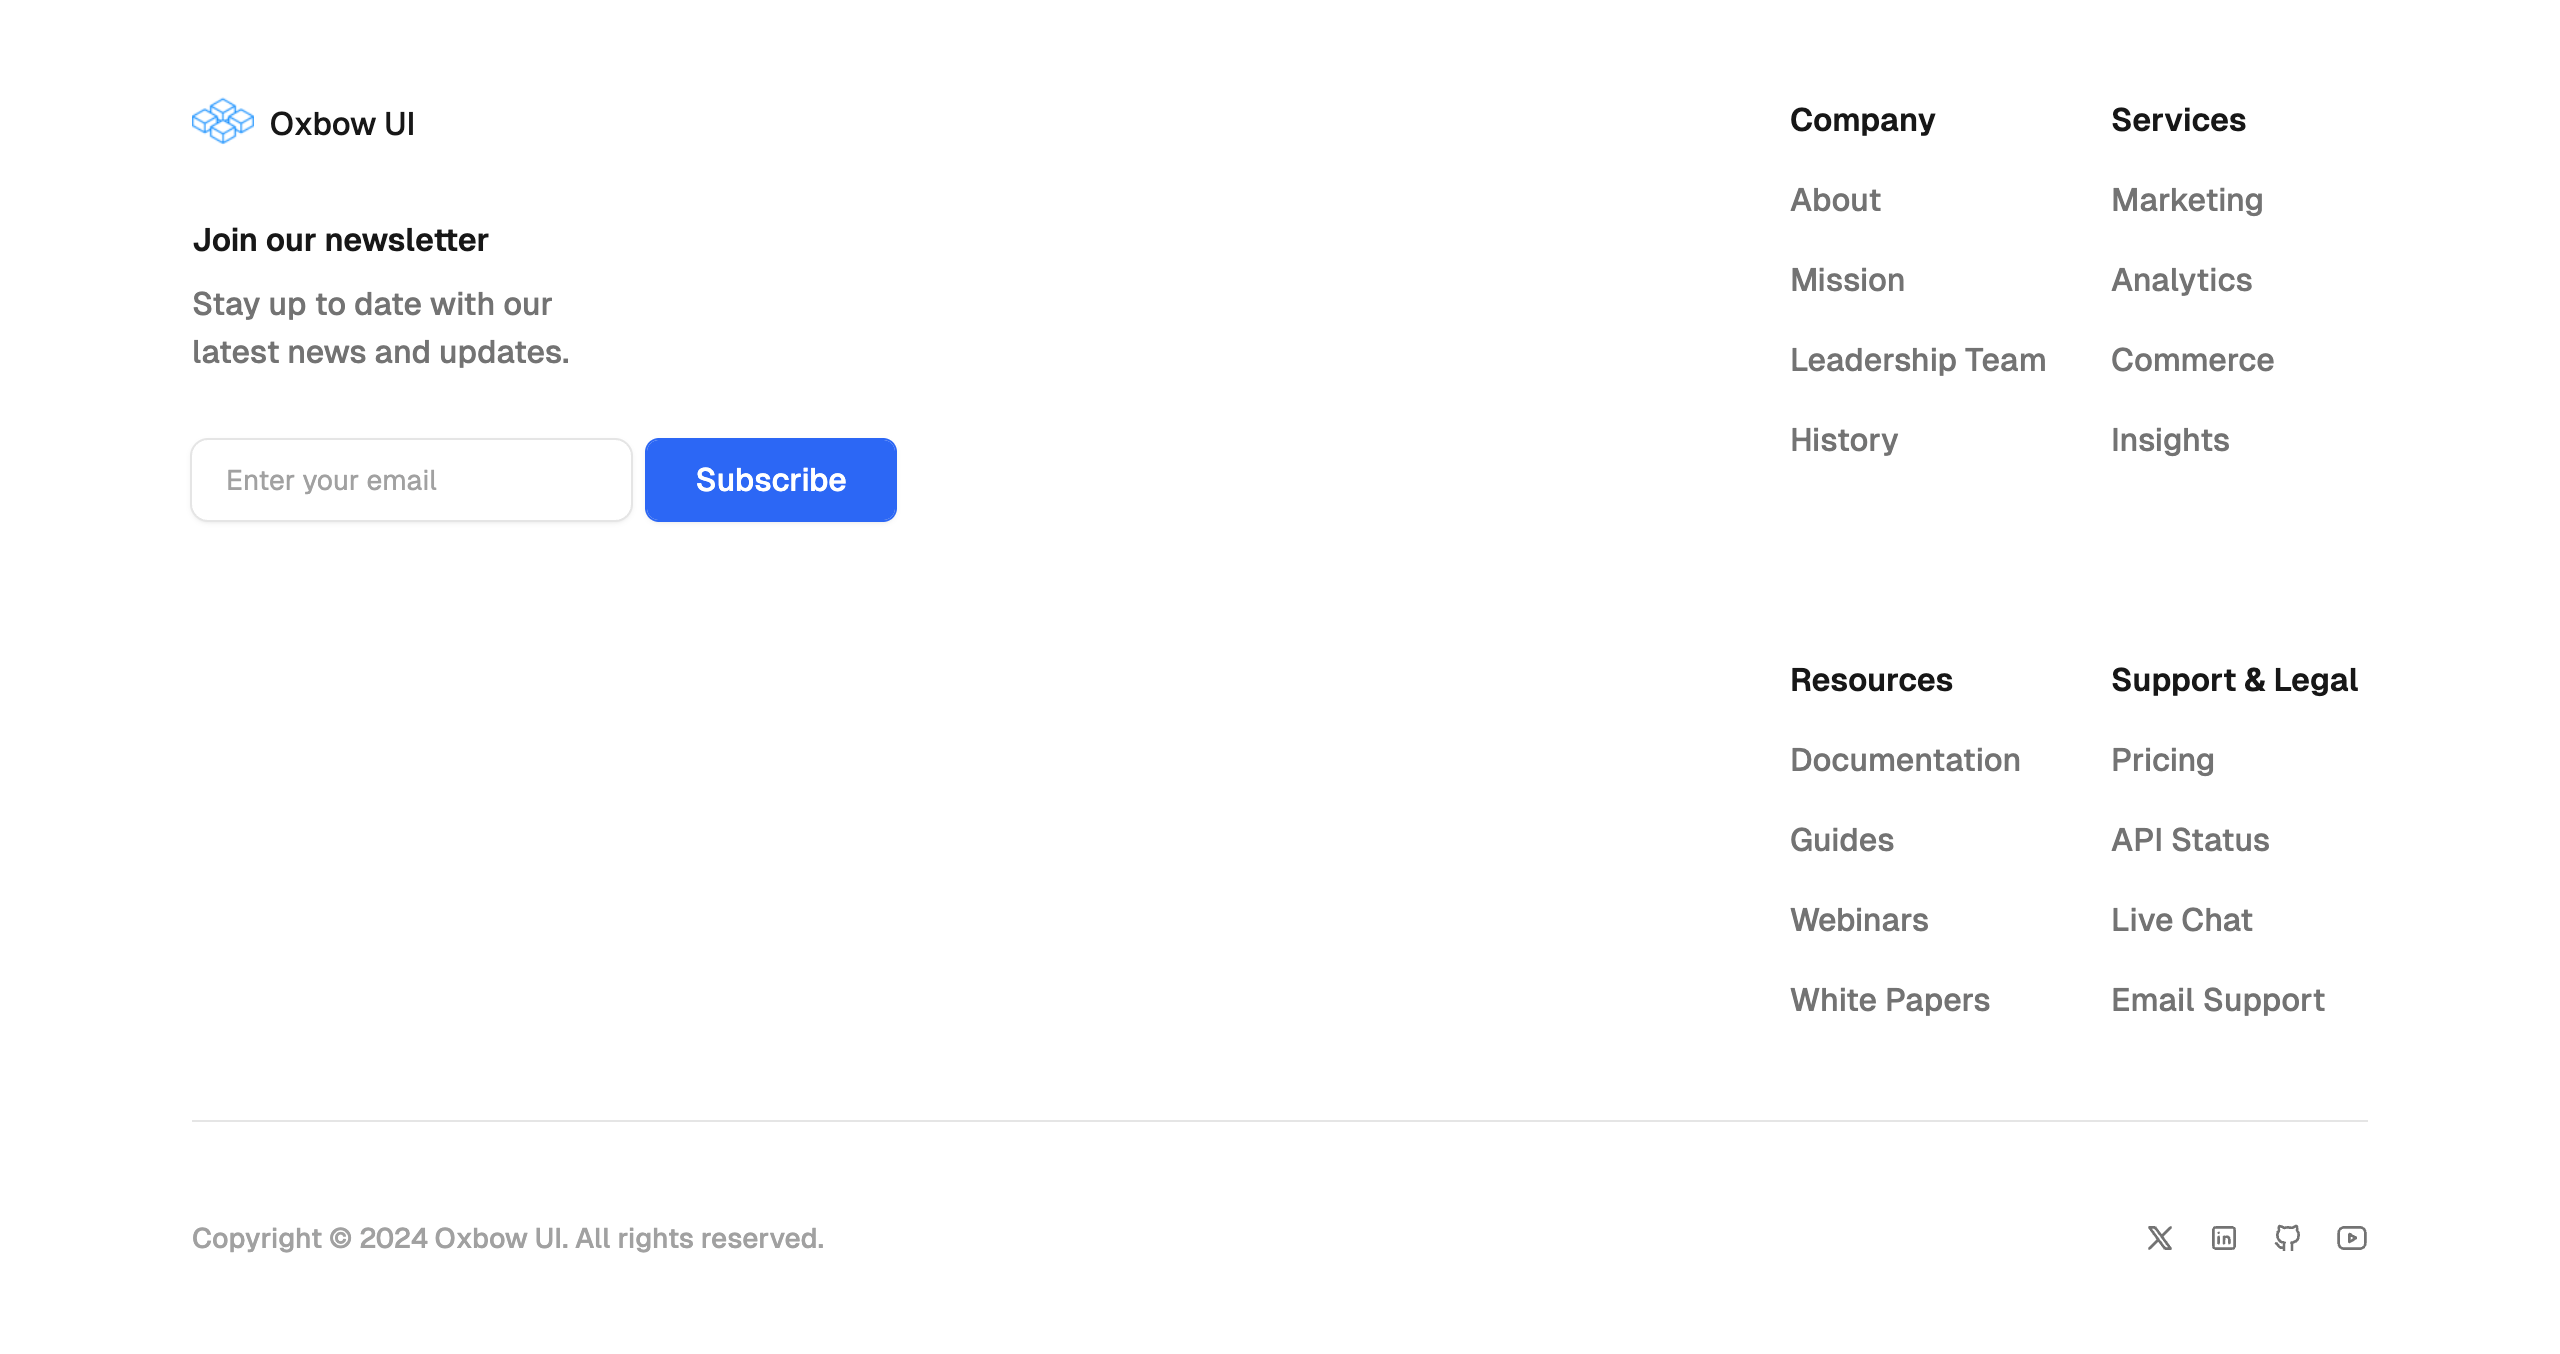 Oxbow UI
Join our newsletter
Stay up to date with our
latest news and updates.
Enter your email
Subscribe
Company
About
Mission
Leadership Team
History
Services
Marketing
Analytics
Commerce
Insights
Resources
Documentation
Guides
Webinars
White Papers
Support & Legal
Pricing
API Status
Live Chat
Email Support
Copyright © 2024 Oxbow UI. All rights reserved.